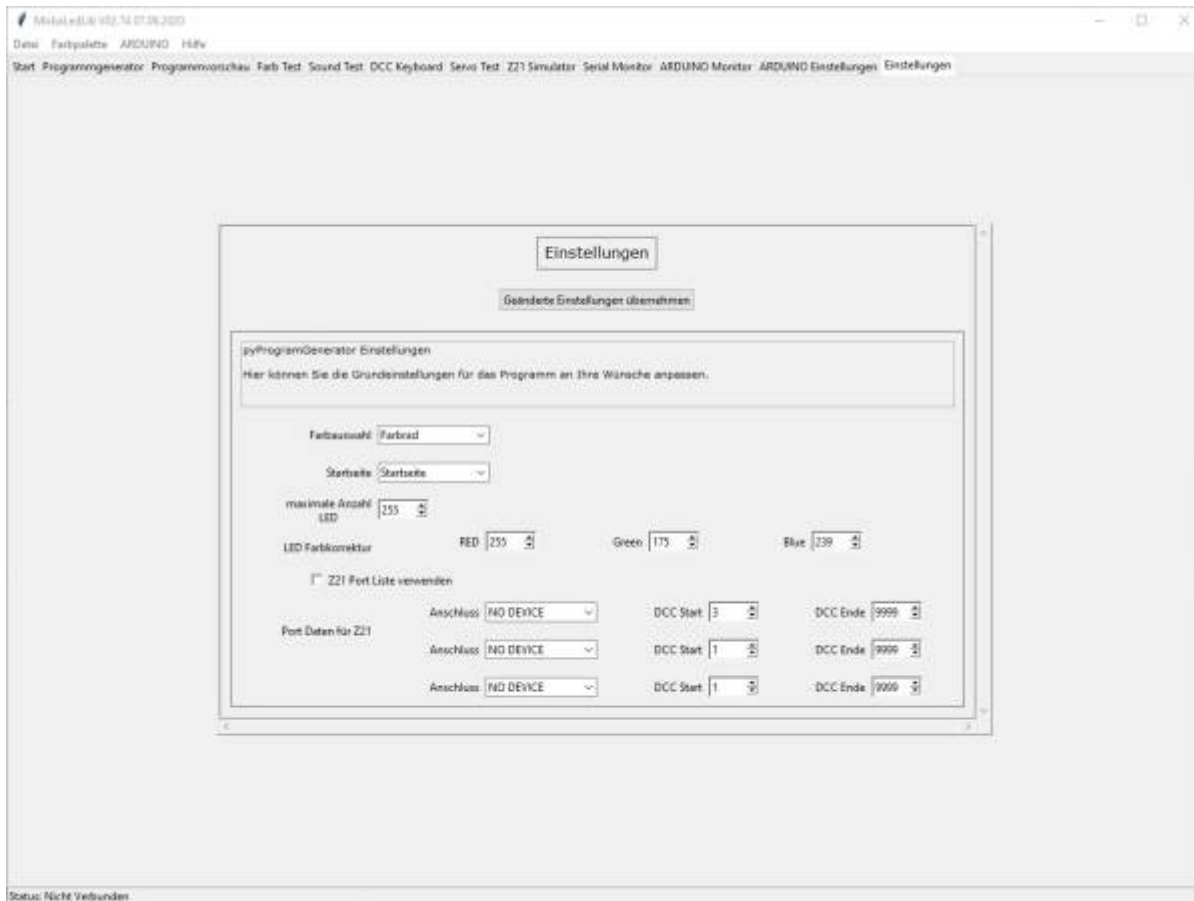 MobaLedLib V02.74 07.06.2020
Datei Farbpalette ARDUINO Hilfe
Start Programmgenerator Programmvorschau Farb Test Sound Test DCC Keyboard Servo Test Z21 Simulator Serial Monitor ARDUINO Monitor ARDUINO Einstellungen Einstellungen
Einstellungen
Geänderte Einstellungen übernehmen
pyProgramGenerator Einstellungen
Hier können Sie die Grundeinstellungen für das Programm an Ihre Wünsche anpassen.
Farbauswahl Farbrad
Startseite Startseite
maximale Anzahl
LED
255
LED Farbkorrektur RED 255 Green 175 Blue 239
Z21 Port Liste verwenden
Port Daten für Z21
Anschluss NO DEVICE DCC Start 3 DCC Ende 9999
Anschluss NO DEVICE DCC Start 1 DCC Ende 9999
Anschluss NO DEVICE DCC Start 1 DCC Ende 9999
Status: Nicht Verbunden